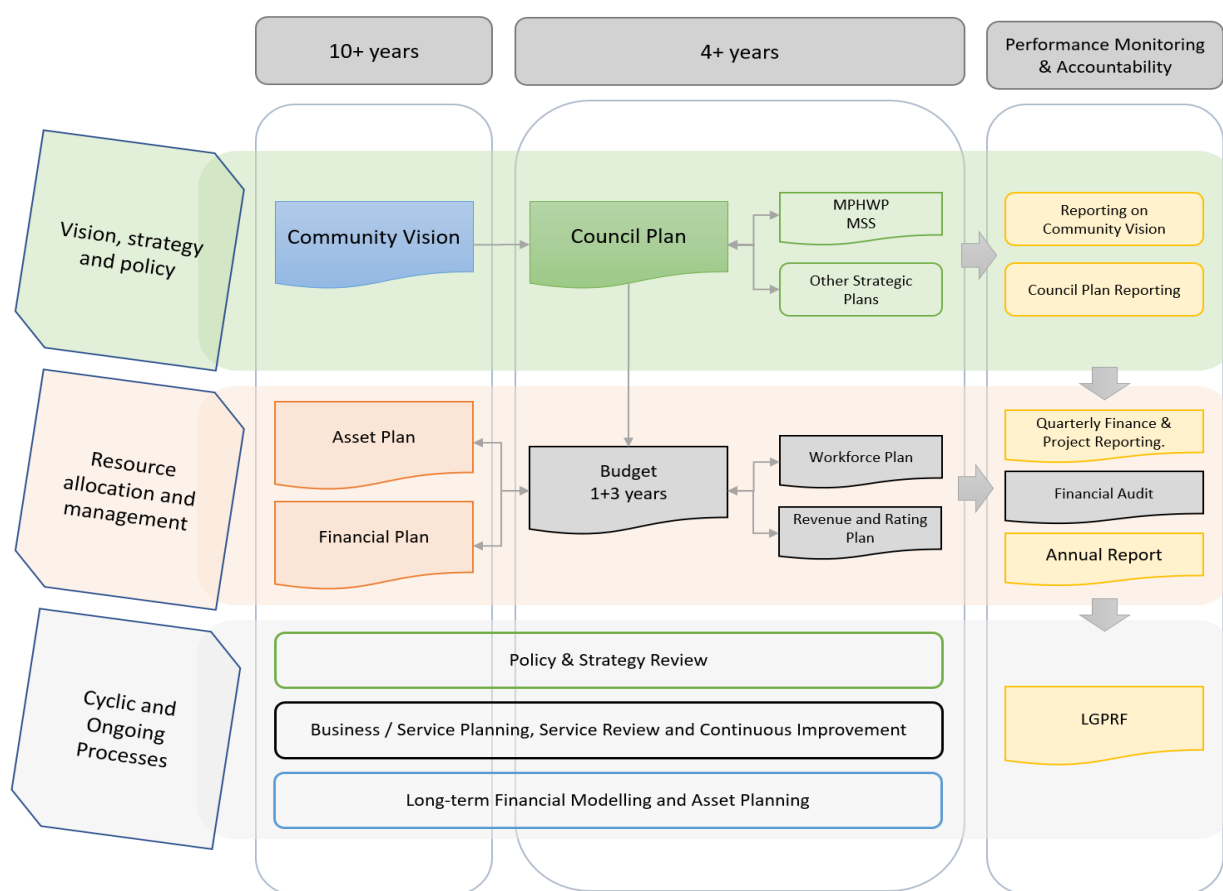 10+ years
4+ years
Performance Monitoring
& Accountability
Vision, strategy
and policy
Community Vision
Council Plan
MPHWP
MSS
Other Strategic
Plans
Reporting on
Community Vision
Council Plan Reporting
Resource
allocation and
management
Asset Plan
Financial Plan
Budget
1+3 years
Workforce Plan
Revenue and Rating
Plan
Quarterly Finance &
Project Reporting.
Financial Audit
Annual Report
Cyclic and
Ongoing
Processes
Policy & Strategy Review
Business / Service Planning, Service Review and Continuous Improvement
Long-term Financial Modelling and Asset Planning
LGPRF